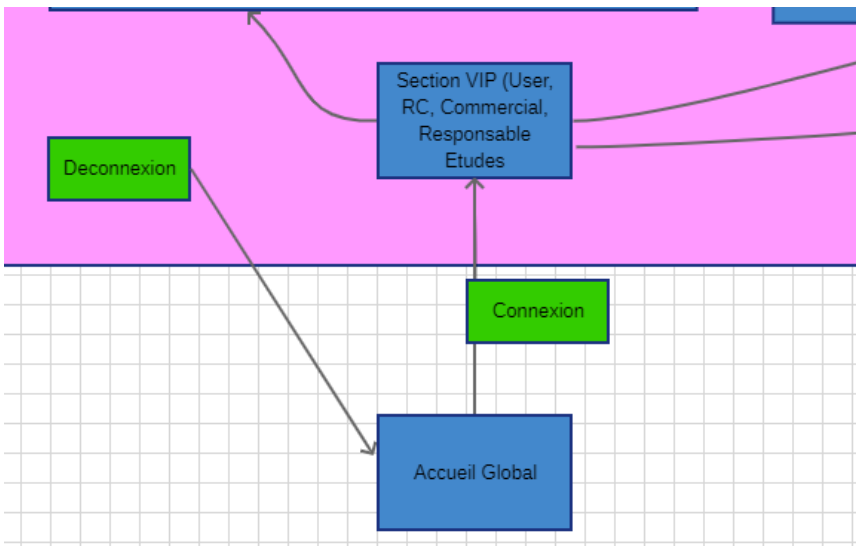 Section VIP (User,
RC, Commercial,
Responsable
Etudes
Deconnexion
Connexion
Accueil Global